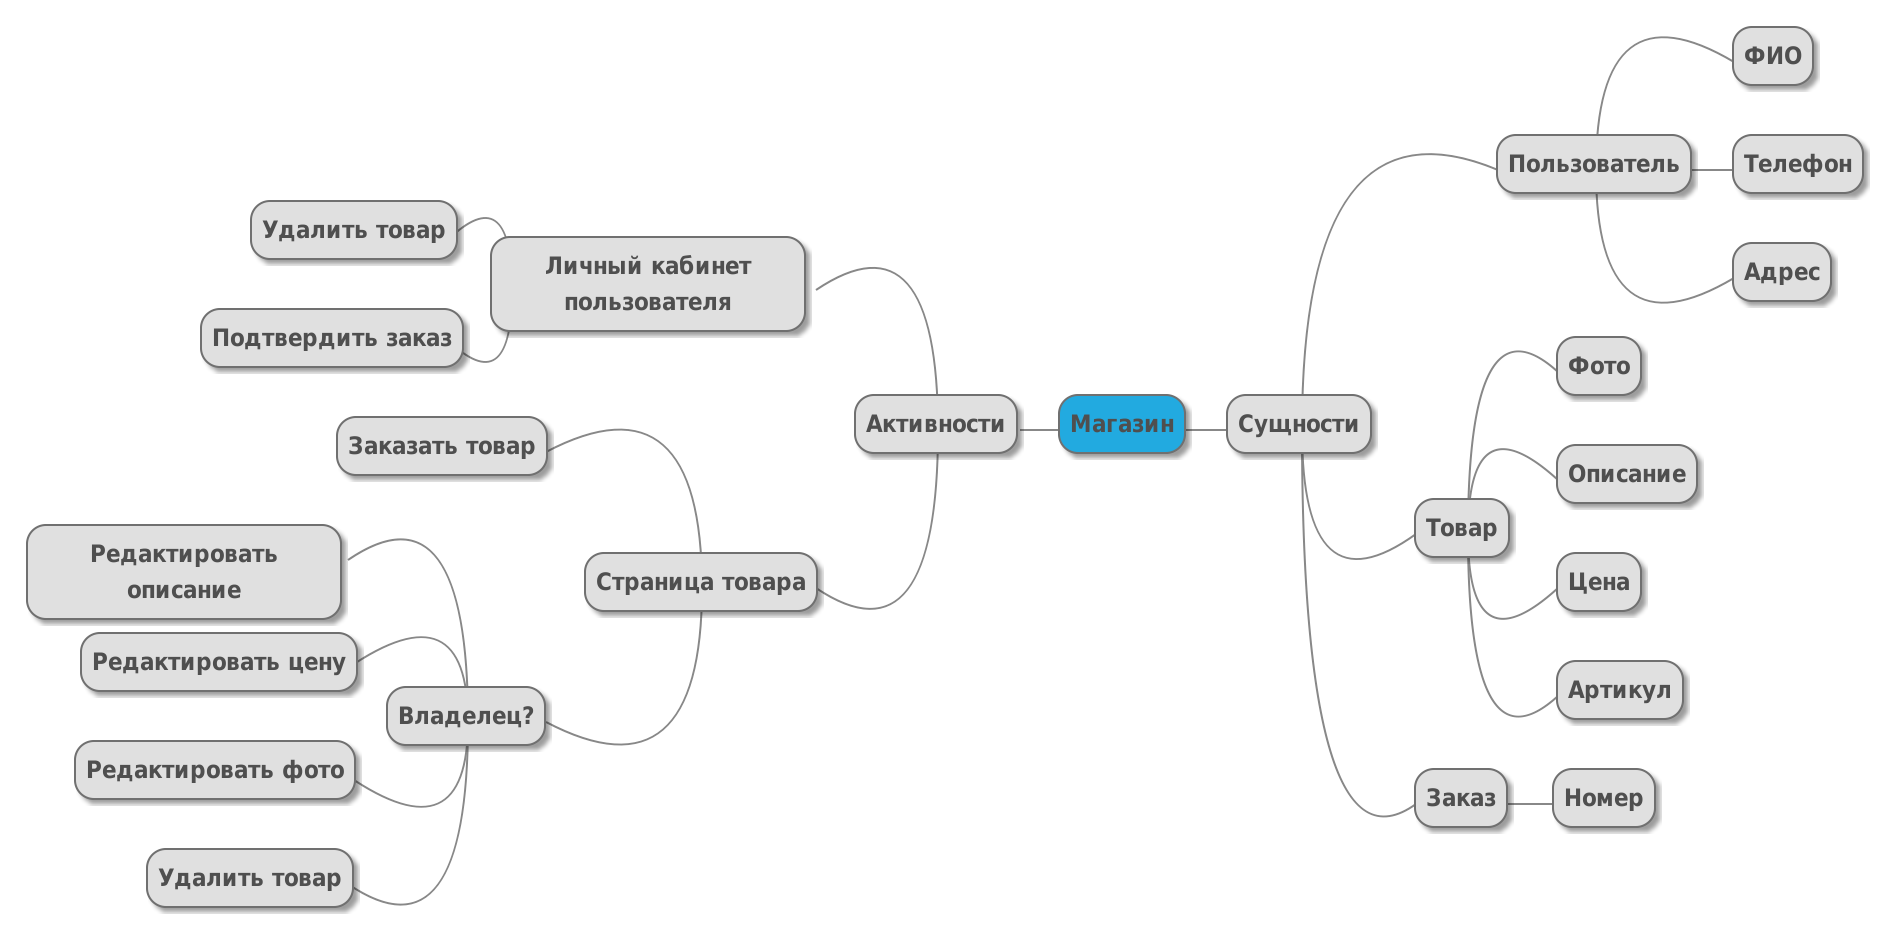 ФИО
Пользователь
Телефон
Адрес
Удалить товар
Личный кабинет
пользователя
Подтвердить заказ
Фото
Активности
Магазин
Сущности
Заказать товар
Описание
Товар
Редактировать
описание
Страница товара
Цена
Редактировать цену
Владелец?
Артикул
Редактировать фото
Заказ
Номер
Удалить товар